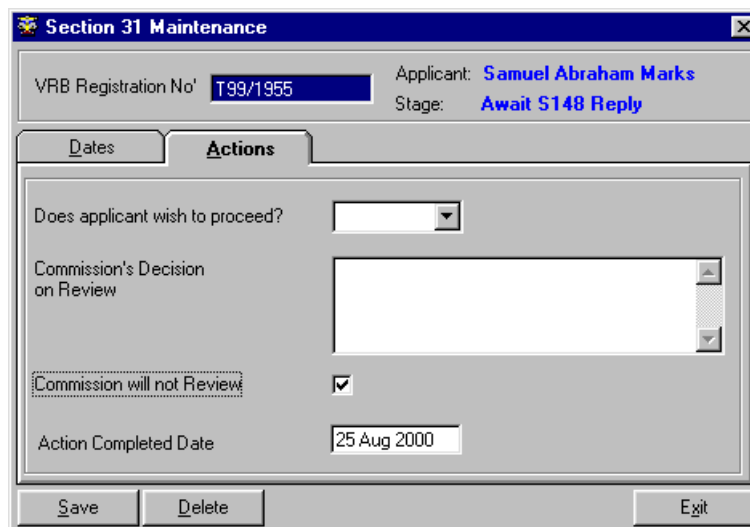 Section 31 Maintenance
VRB Registration No' T99/1955
Applicant: Samuel Abraham Marks
Stage: Await S148 Reply
Dates Actions
Does applicant wish to proceed?
Commission's Decision
on Review
Commission will not Review
Action Completed Date 25 Aug 2000
Save Delete Exit